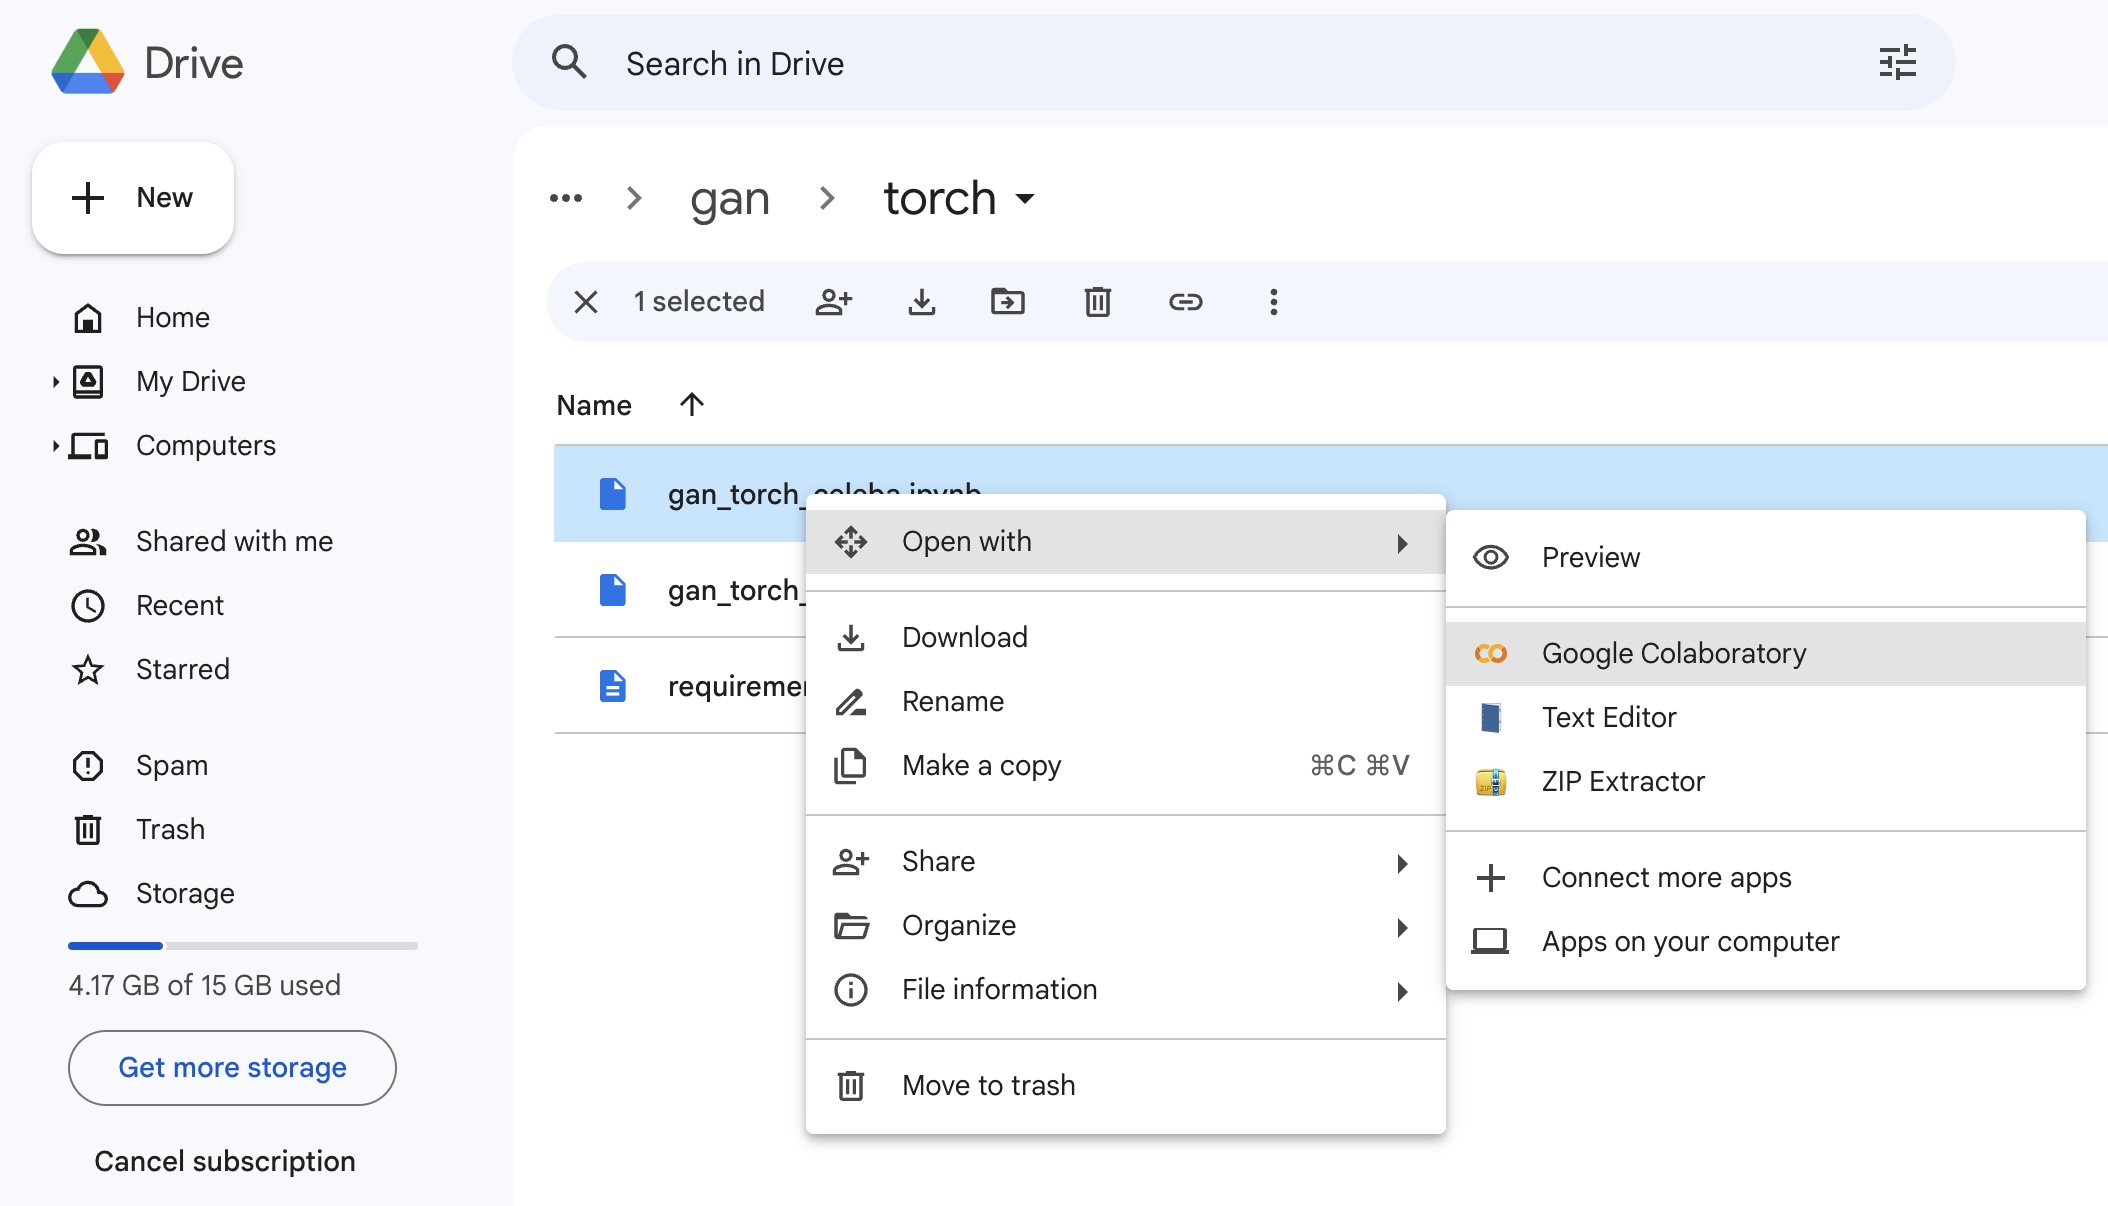 Drive
Search in Drive
New
Home
My Drive
Computers
Shared with me
Recent
Starred
Spam
Trash
Storage
4.17 GB of 15 GB used
Get more storage
Cancel subscription
gan
torch
1 selected
Name
gan_torch_celeba.ipynb
gan_torch_
Open with
Download
Rename
Make a copy ⌘C ⌘V
Share
Organize
File information
Move to trash
Preview
Google Colaboratory
Text Editor
ZIP Extractor
Connect more apps
Apps on your computer